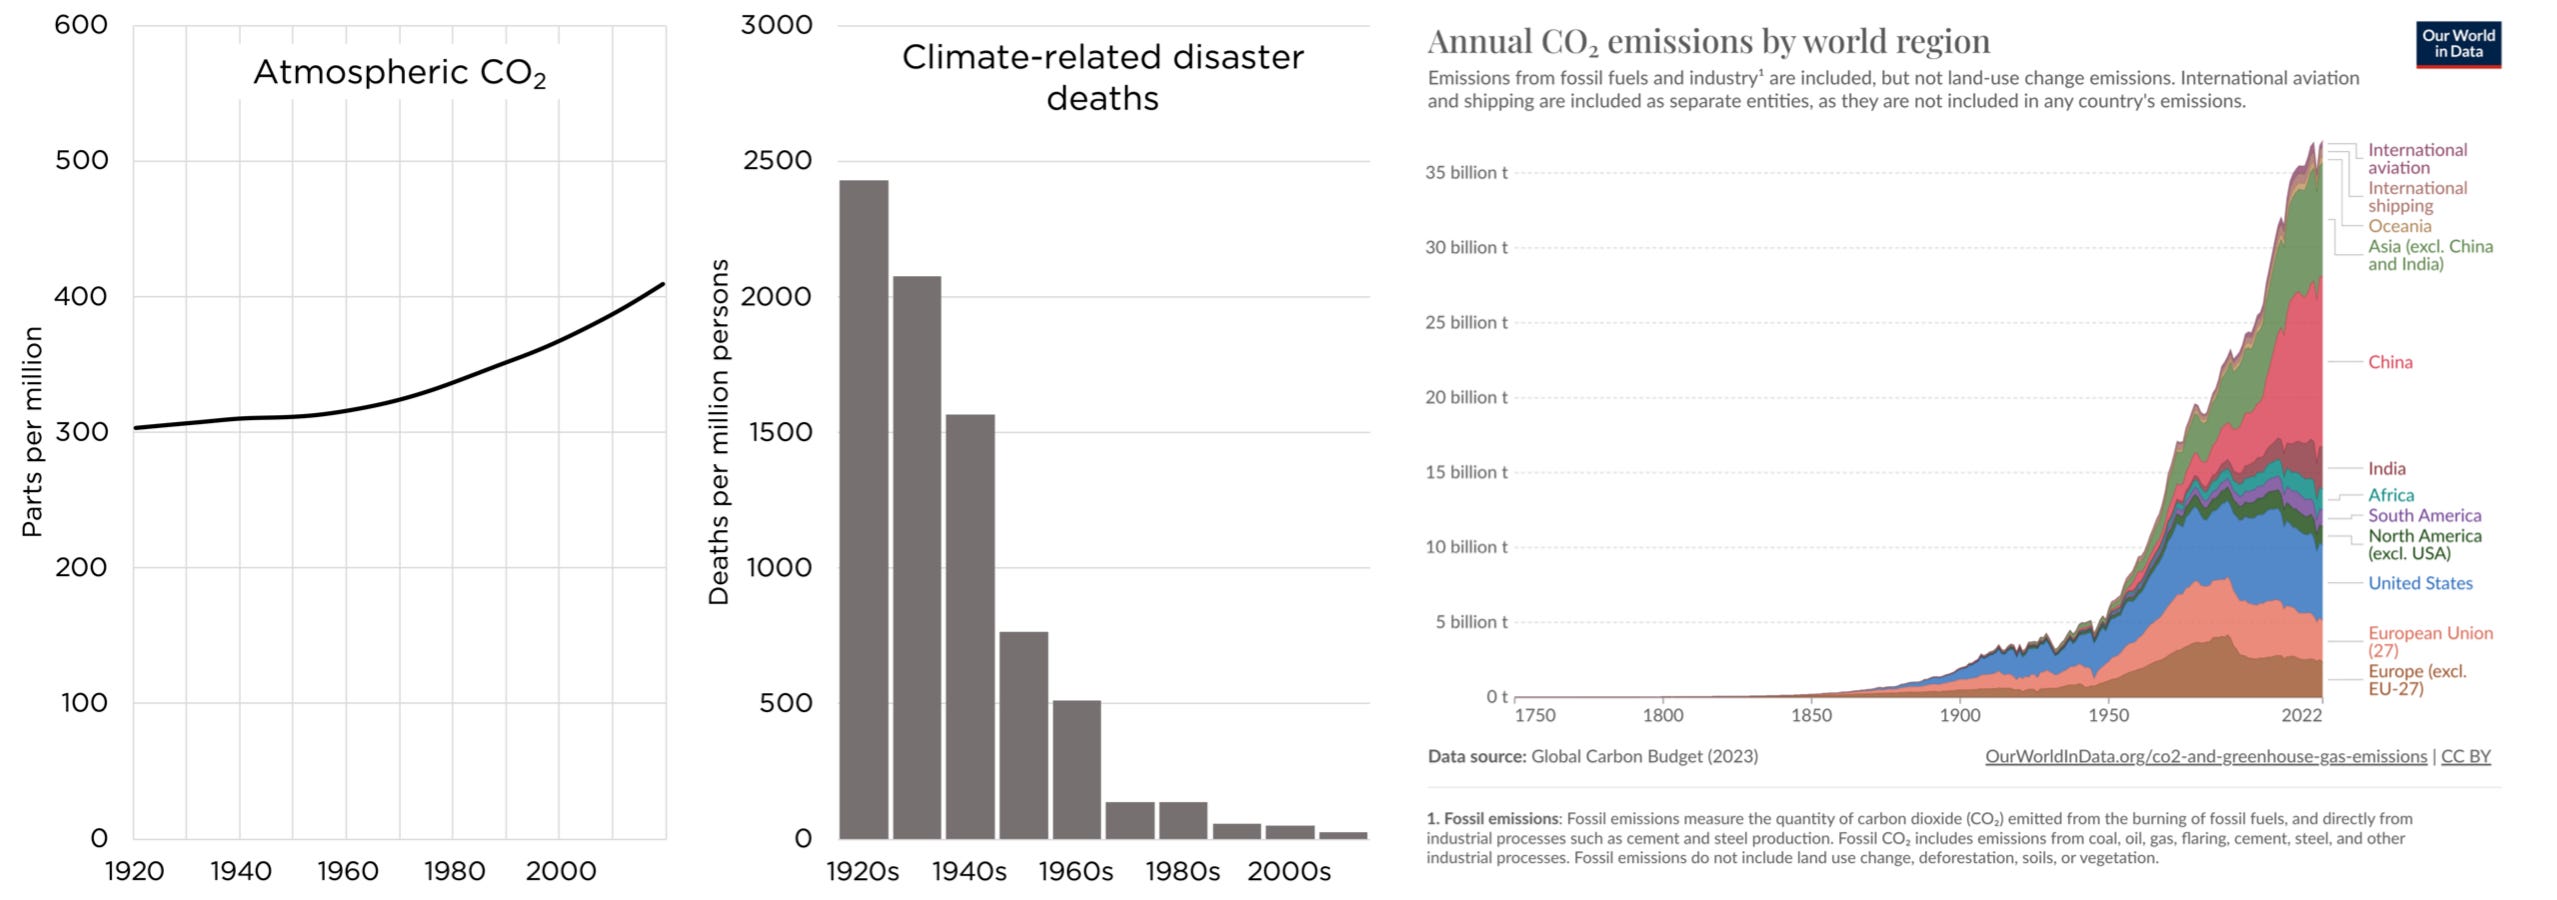 Atmospheric CO₂
Parts per million
600
500
400
300
200
100
0
1920
1940
1960
1980
2000
Climate-related disaster
deaths
Deaths per million persons
3000
2500
2000
1500
1000
500
0
1920s
1940s
1960s
1980s
2000s
Annual CO₂ emissions by world region
Our World
in Data
Emissions from fossil fuels and industry¹ are included, but not land-use change emissions. International aviation
and shipping are included as separate entities, as they are not included in any country's emissions.
35 billion t
30 billion t
25 billion t
20 billion t
15 billion t
10 billion t
5 billion t
0 t
1750
1800
1850
1900
1950
2022
International
aviation
International
shipping
Oceania
Asia (excl. China
and India)
China
India
Africa
South America
North America
(excl. USA)
United States
European Union
(27)
Europe (excl.
EU-27)
Data source: Global Carbon Budget (2023)
OurWorldInData.org/co2-and-greenhouse-gas-emissions | CC BY
1. Fossil emissions: Fossil emissions measure the quantity of carbon dioxide (CO₂) emitted from the burning of fossil fuels, and directly from
industrial processes such as cement and steel production. Fossil CO₂ includes emissions from coal, oil, gas, flaring, cement, steel, and other
industrial processes. Fossil emissions do not include land use change, deforestation, soils, or vegetation.